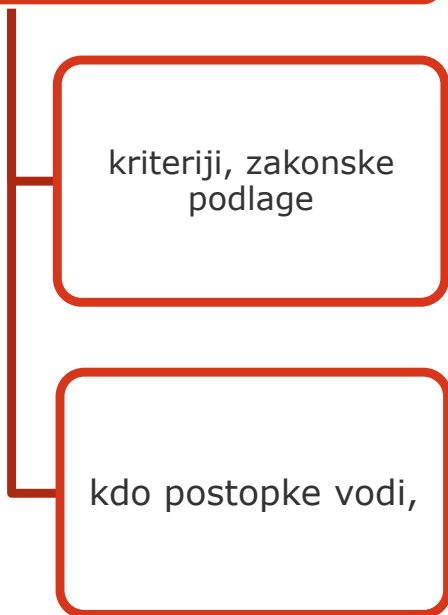 kriteriji, zakonske
podlage
kdo postopke vodi,